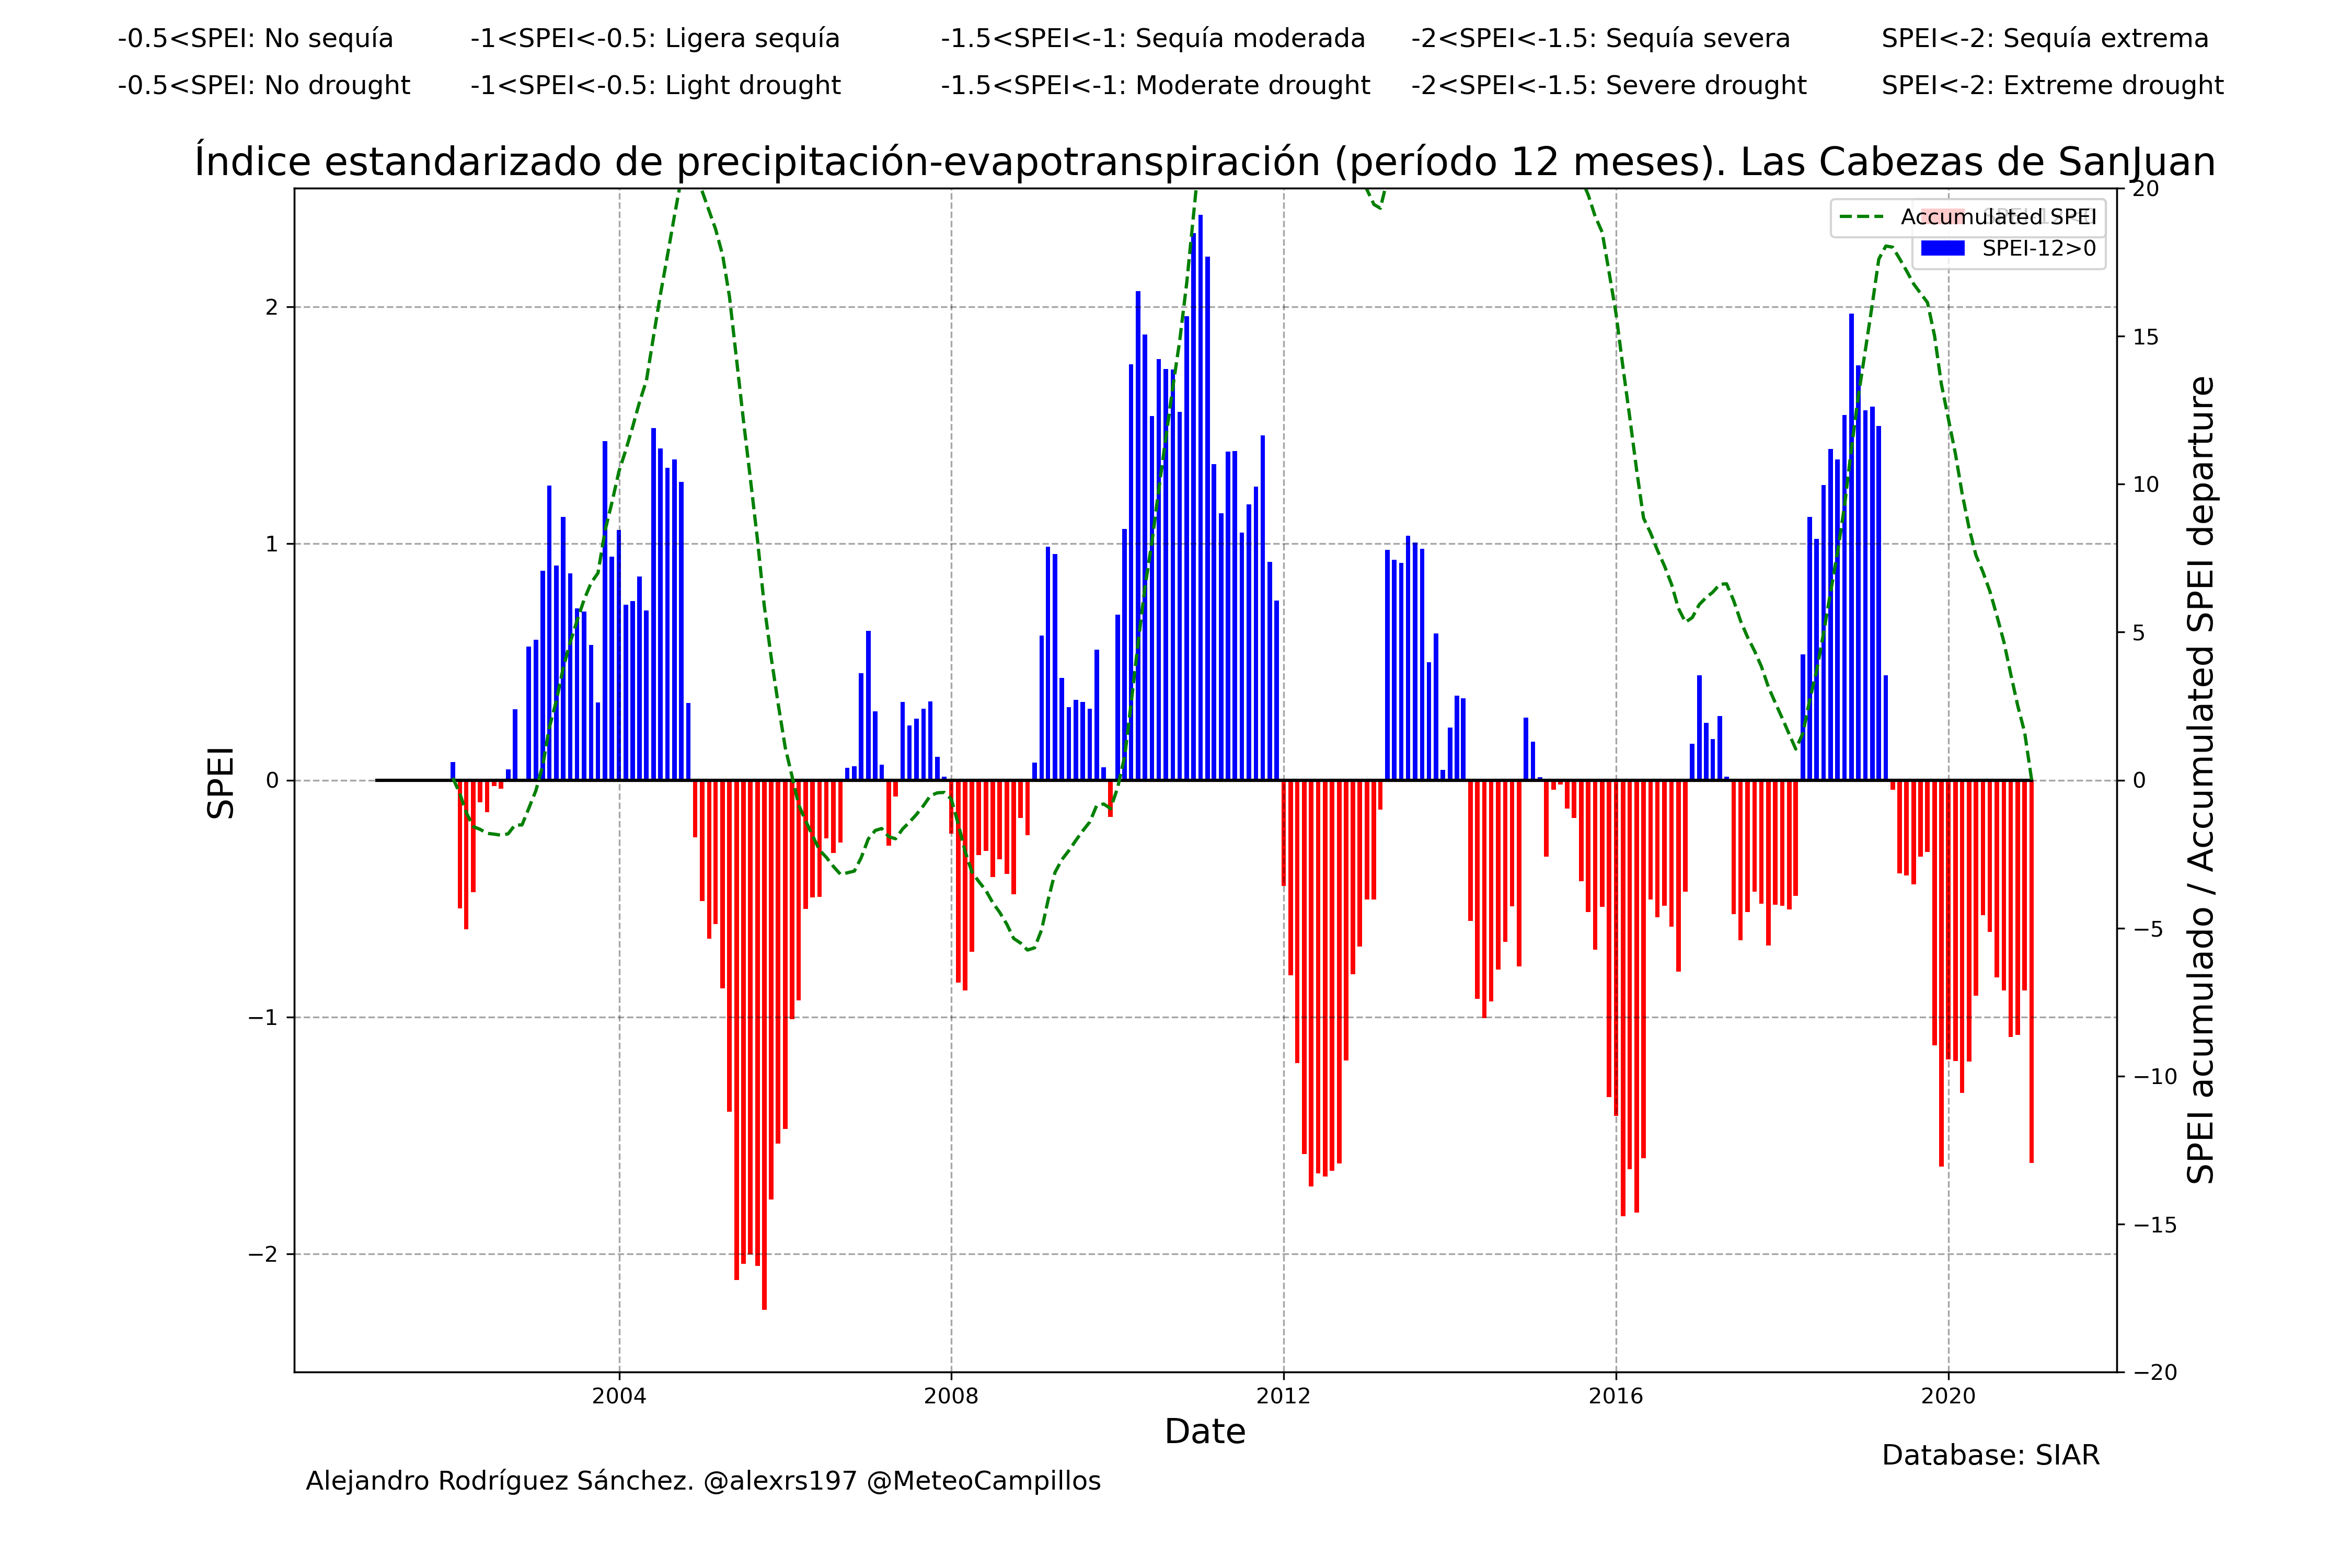 -0.5<SPEI: No sequía -1<SPEI<-0.5: Ligera sequía -1.5<SPEI<-1: Sequía moderada -2<SPEI<-1.5: Sequía severa SPEI<-2: Sequía extrema
-0.5<SPEI: No drought -1<SPEI<-0.5: Light drought -1.5<SPEI<-1: Moderate drought -2<SPEI<-1.5: Severe drought SPEI<-2: Extreme drought
Índice estandarizado de precipitación-evapotranspiración (período 12 meses). Las Cabezas de SanJuan
Accumulated SPEI
SPEI-12>0
SPEI
2
1
0
−1
−2
20
15
10
5
0
−5
−10
−15
−20
SPEI acumulado / Accumulated SPEI departure
2004 2008 2012 2016 2020
Date
Database: SIAR
Alejandro Rodríguez Sánchez. @alexrs197 @MeteoCampillos